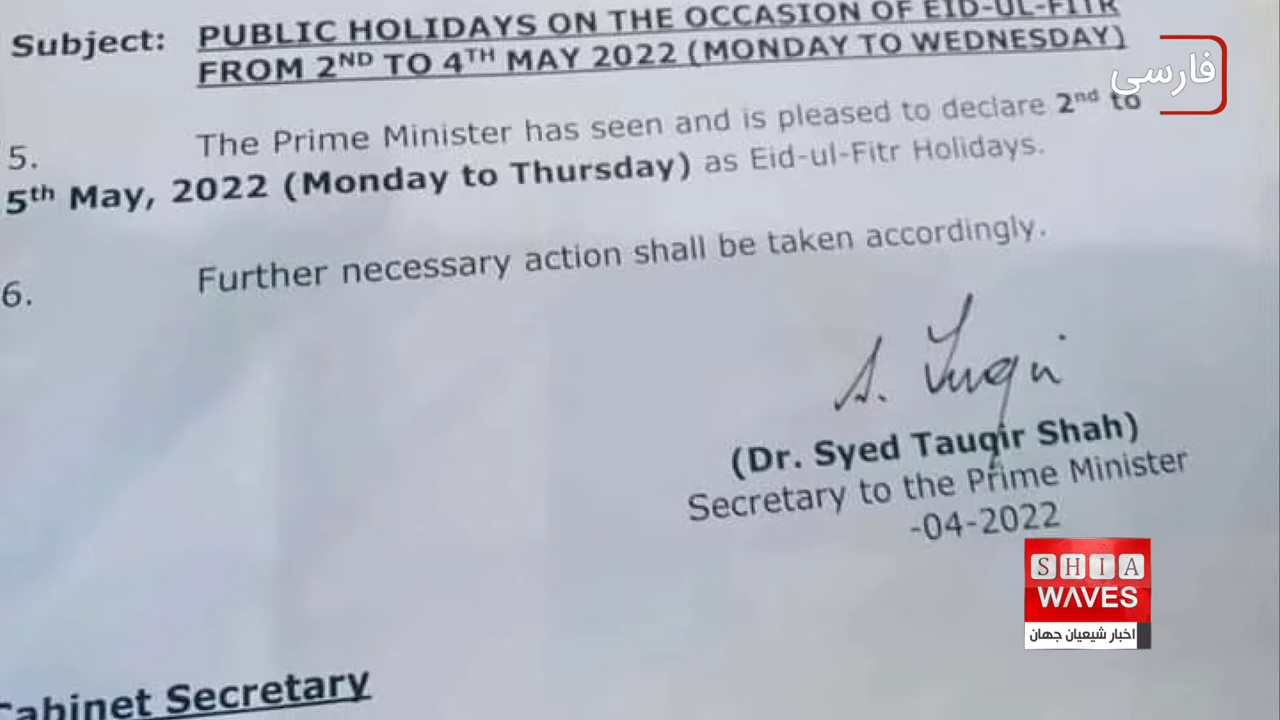 Subject: PUBLIC HOLIDAYS ON THE OCCASION OF EID-UL-FITR
FROM 2ND TO 4TH MAY 2022 (MONDAY TO WEDNESDAY)
فارسی
5. The Prime Minister has seen and is pleased to declare 2nd to
5th May, 2022 (Monday to Thursday) as Eid-ul-Fitr Holidays.
6. Further necessary action shall be taken accordingly.
S. Tuqir
(Dr. Syed Tauqir Shah)
Secretary to the Prime Minister
-04-2022
SHIA
WAVES
اخبار شیعیان جهان
Cabinet Secretary